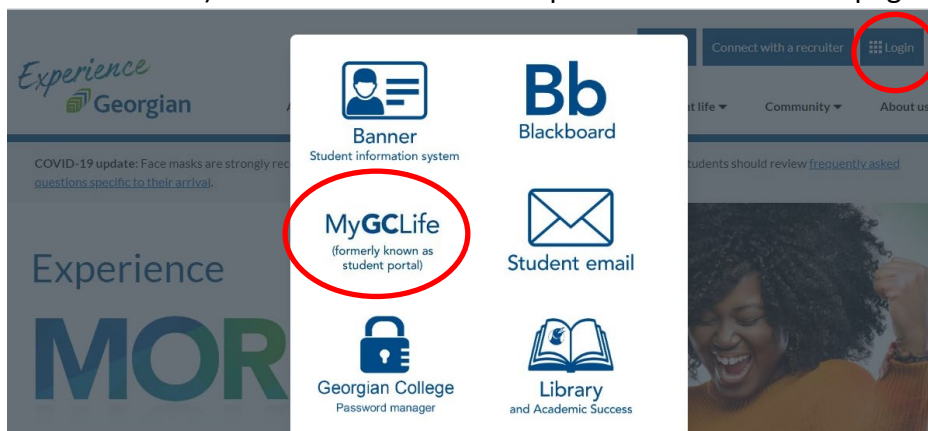 Connect with a recruiter
Login
Experience
Georgian
Community
About us
COVID-19 update: Face masks are strongly
students should review frequently asked
questions specific to their arrival.
Banner
Student information system
Bb
Blackboard
MyGCLife
(formerly known as
student portal)
Student email
Experience
MOR
Georgian College
Password manager
Library
and Academic Success